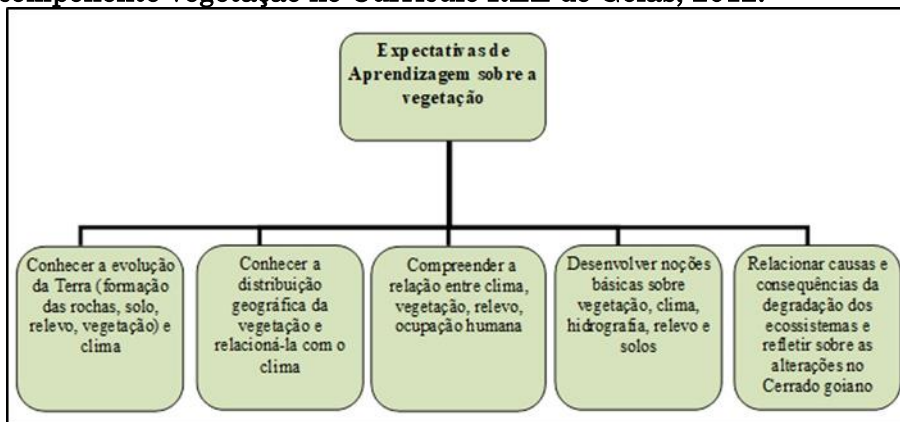 componente vegetação no Currículo R.EE de Goiás, 2012.
Expectativas de
Aprendizagem sobre a
vegetação
Conhecer a evolução
da Terra (formação
das rochas, solo,
relevo, vegetação) e
clima
Conhecer a
distribuição
geográfica da
vegetação e
relacioná-la com o
clima
Compreender a
relação entre clima,
vegetação, relevo,
ocupação humana
Desenvolver noções
básicas sobre
vegetação, clima,
hidrografia, relevo e
solos
Relacionar causas e
consequências da
degradação dos
ecossistemas e
refletir sobre as
alterações no
Cerrado goiano